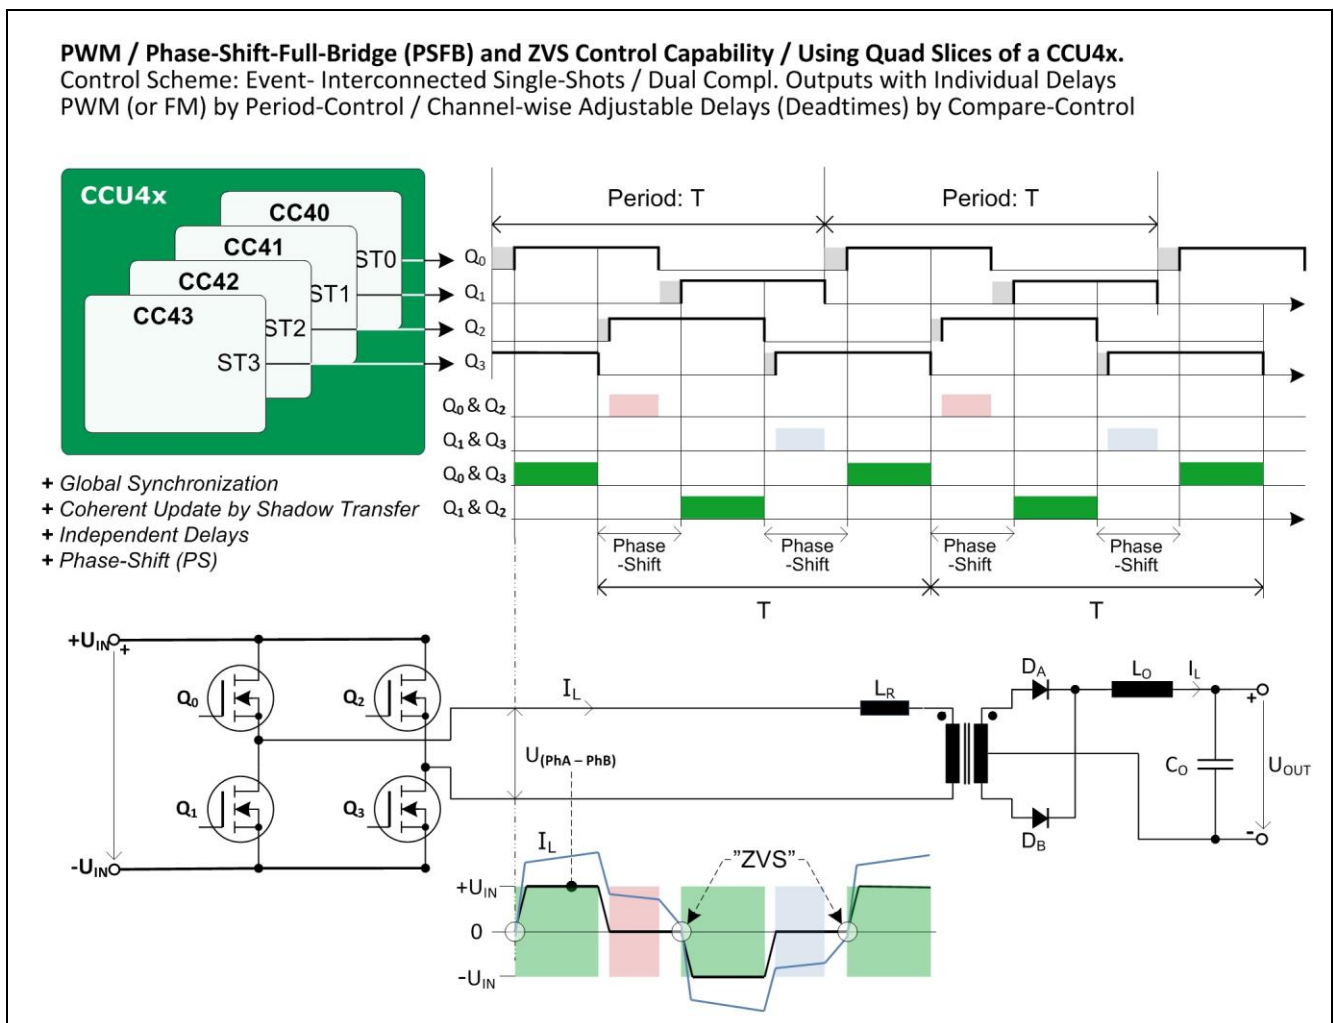 PWM / Phase-Shift-Full-Bridge (PSFB) and ZVS Control Capability / Using Quad Slices of a CCU4x.
Control Scheme: Event- Interconnected Single-Shots / Dual Compl. Outputs with Individual Delays
PWM (or FM) by Period-Control / Channel-wise Adjustable Delays (Deadtimes) by Compare-Control
CCU4x
CC40
CC41
CC42
CC43
ST0
ST1
ST2
ST3
Period: T
Period: T
Q0
Q1
Q2
Q3
Q0 & Q2
Q1 & Q3
Q0 & Q3
Q1 & Q2
Phase
-Shift
Phase
-Shift
Phase
-Shift
Phase
-Shift
T
T
+ Global Synchronization
+ Coherent Update by Shadow Transfer
+ Independent Delays
+ Phase-Shift (PS)
+UIN
+
Q0
Q2
Q1
Q3
-UIN
IL
U(PhA – PhB)
LR
DA
DB
LO
IL
CO
+
UOUT
-
IL
"ZVS"
+UIN
0
-UIN